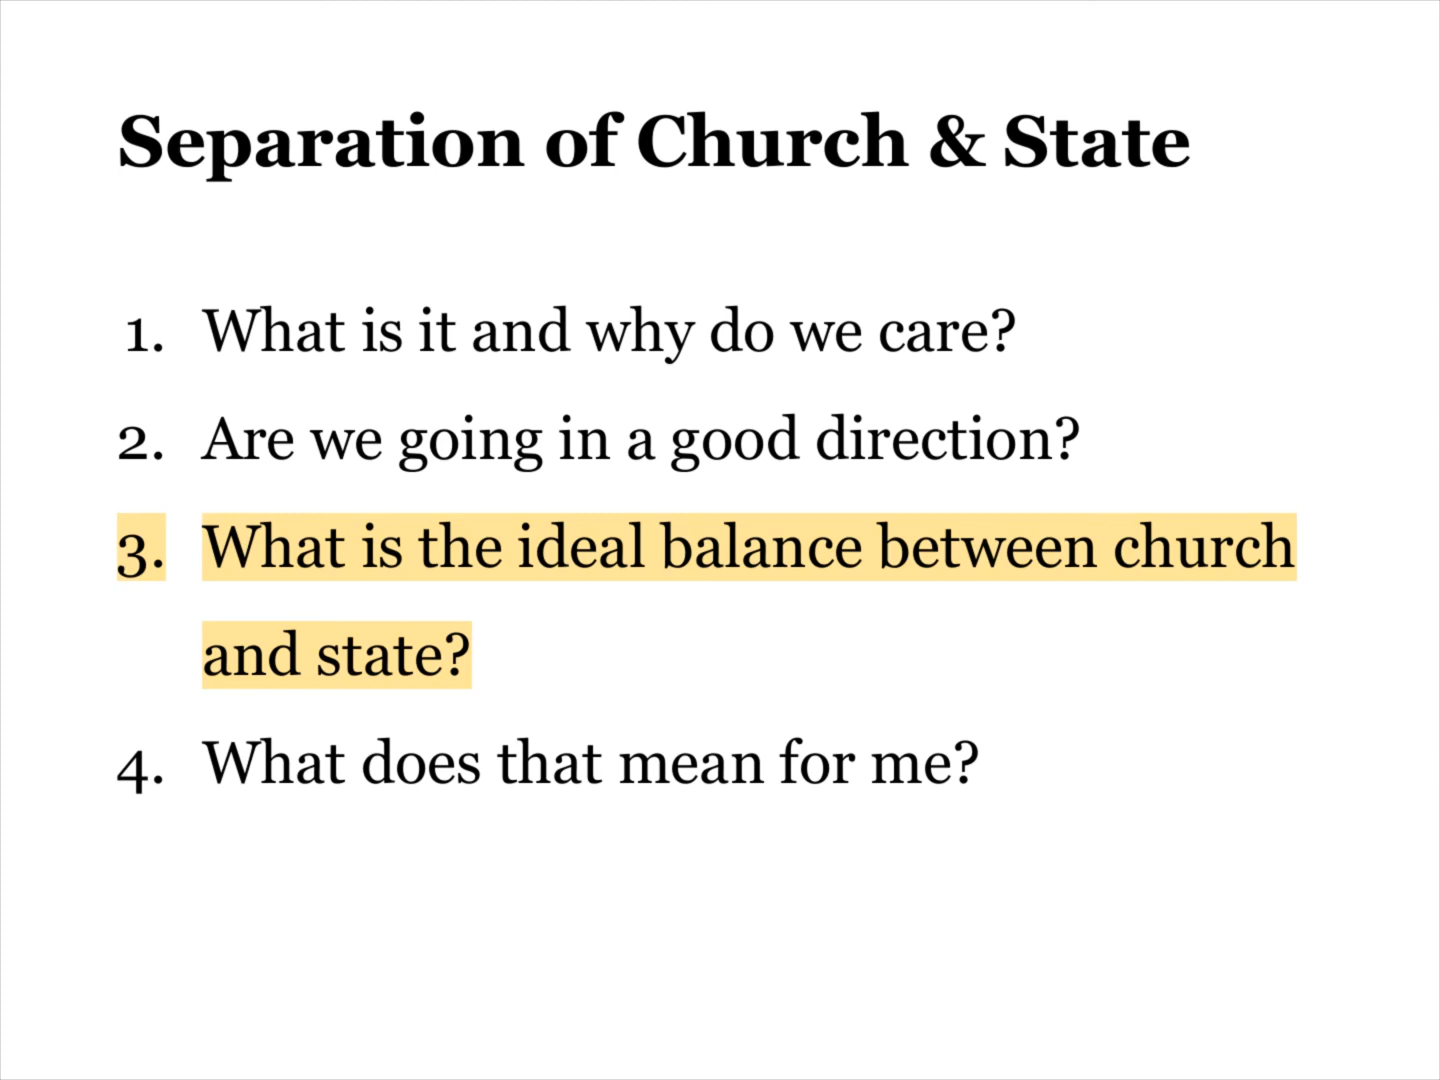 Separation of Church & State
1. What is it and why do we care?
2. Are we going in a good direction?
3. What is the ideal balance between church
and state?
4. What does that mean for me?